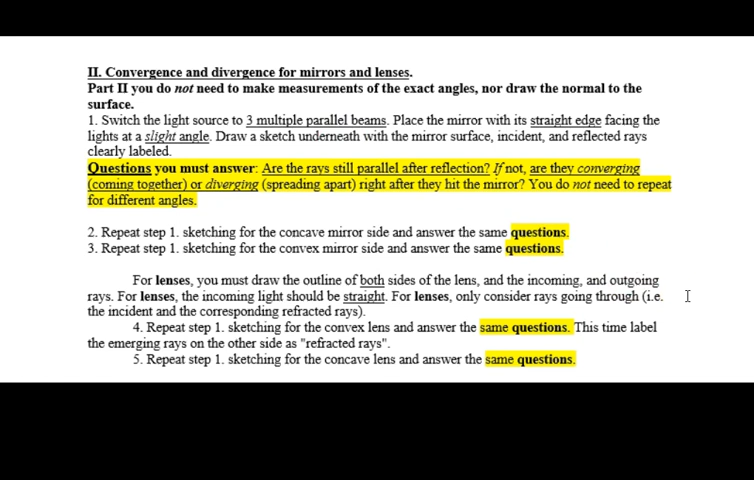 II. Convergence and divergence for mirrors and lenses.
Part II you do not need to make measurements of the exact angles, nor draw the normal to the
surface.
1. Switch the light source to 3 multiple parallel beams. Place the mirror with its straight edge facing the
lights at a slight angle. Draw a sketch underneath with the mirror surface, incident, and reflected rays
clearly labeled.
Questions you must answer: Are the rays still parallel after reflection? If not, are they converging
(coming together) or diverging (spreading apart) right after they hit the mirror? You do not need to repeat
for different angles.
2. Repeat step 1. sketching for the concave mirror side and answer the same questions.
3. Repeat step 1. sketching for the convex mirror side and answer the same questions.
For lenses, you must draw the outline of both sides of the lens, and the incoming, and outgoing
rays. For lenses, the incoming light should be straight. For lenses, only consider rays going through (i.e.
the incident and the corresponding refracted rays).
4. Repeat step 1. sketching for the convex lens and answer the same questions. This time label
the emerging rays on the other side as "refracted rays".
5. Repeat step 1. sketching for the concave lens and answer the same questions.